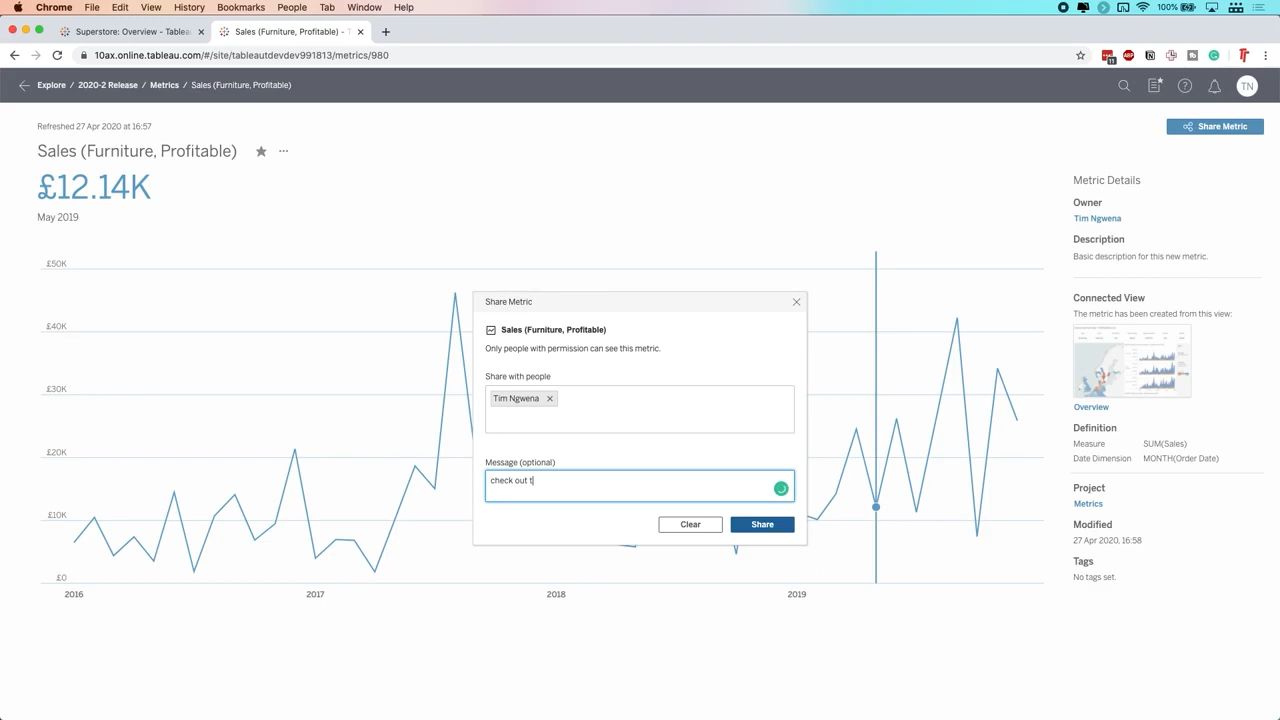 Chrome File Edit View History Bookmarks People Tab Window Help
100%
Superstore: Overview - Tableau
Sales (Furniture, Profitable) - T
10ax.online.tableau.com/#/site/tableautdevdev991813/metrics/980
11
Explore / 2020-2 Release / Metrics / Sales (Furniture, Profitable)
TN
Refreshed 27 Apr 2020 at 16:57
Share Metric
Sales (Furniture, Profitable)
£12.14K
May 2019
£50K
£40K
£30K
£20K
£10K
£0
2016 2017 2018 2019
Share Metric
Sales (Furniture, Profitable)
Only people with permission can see this metric.
Share with people
Tim Ngwena
Message (optional)
check out t
Clear
Share
Metric Details
Owner
Tim Ngwena
Description
Basic description for this new metric.
Connected View
The metric has been created from this view:
Overview
Definition
Measure SUM(Sales)
Date Dimension MONTH(Order Date)
Project
Metrics
Modified
27 Apr 2020, 16:58
Tags
No tags set.